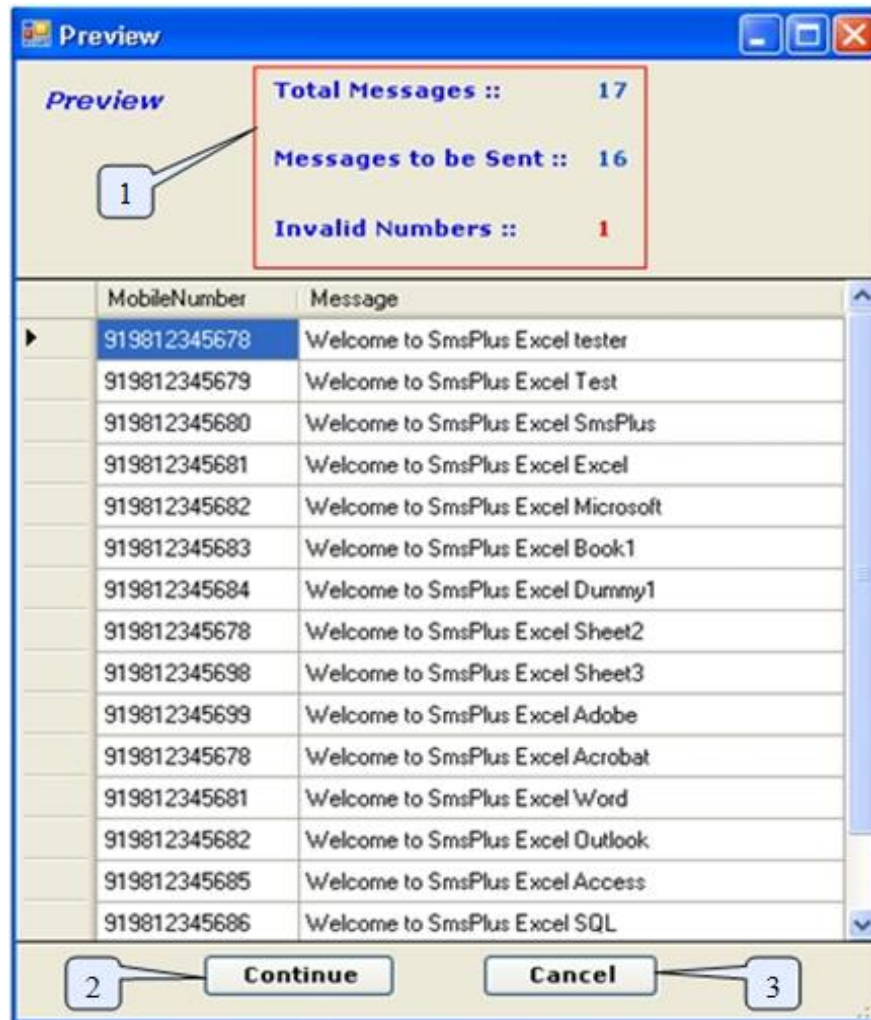 Preview
Preview
Total Messages :: 17
1
Messages to be Sent :: 16
Invalid Numbers :: 1
MobileNumber Message
919812345678 Welcome to SmsPlus Excel tester
919812345679 Welcome to SmsPlus Excel Test
919812345680 Welcome to SmsPlus Excel SmsPlus
919812345681 Welcome to SmsPlus Excel Excel
919812345682 Welcome to SmsPlus Excel Microsoft
919812345683 Welcome to SmsPlus Excel Book1
919812345684 Welcome to SmsPlus Excel Dummy1
919812345678 Welcome to SmsPlus Excel Sheet2
919812345698 Welcome to SmsPlus Excel Sheet3
919812345699 Welcome to SmsPlus Excel Adobe
919812345678 Welcome to SmsPlus Excel Acrobat
919812345681 Welcome to SmsPlus Excel Word
919812345682 Welcome to SmsPlus Excel Outlook
919812345685 Welcome to SmsPlus Excel Access
919812345686 Welcome to SmsPlus Excel SQL
2 Continue Cancel 3